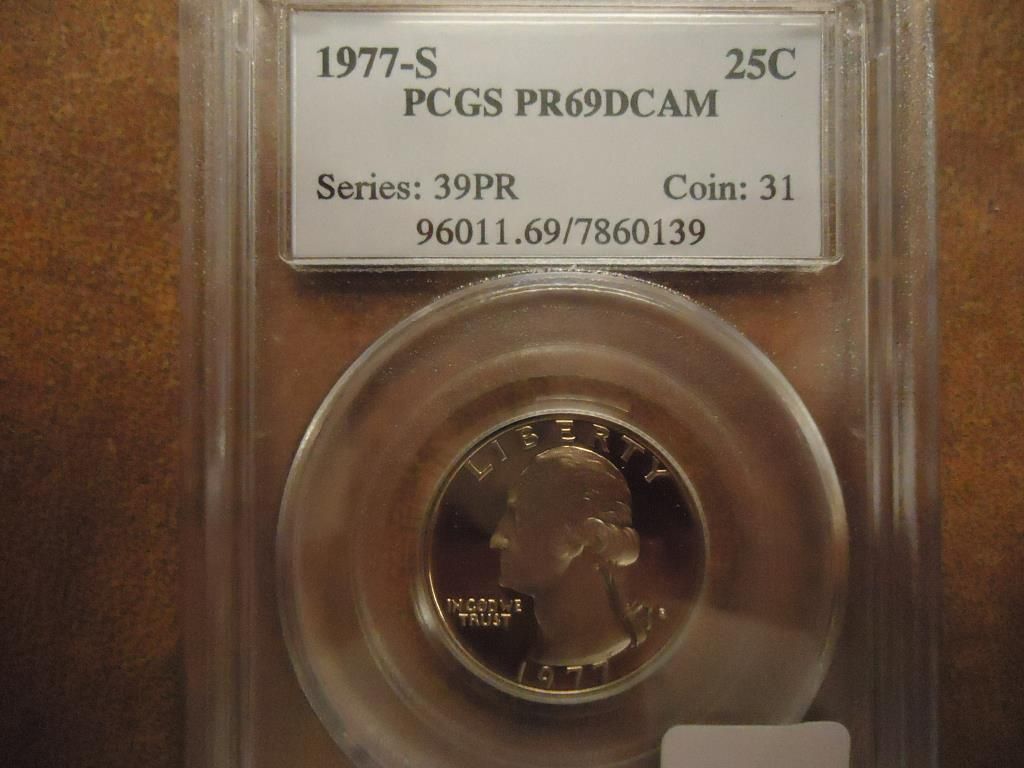 1977-S 25C
PCGS PR69DCAM
Series: 39PR Coin: 31
96011.69/7860139
LIBERTY
IN GOD WE
TRUST
S
1977